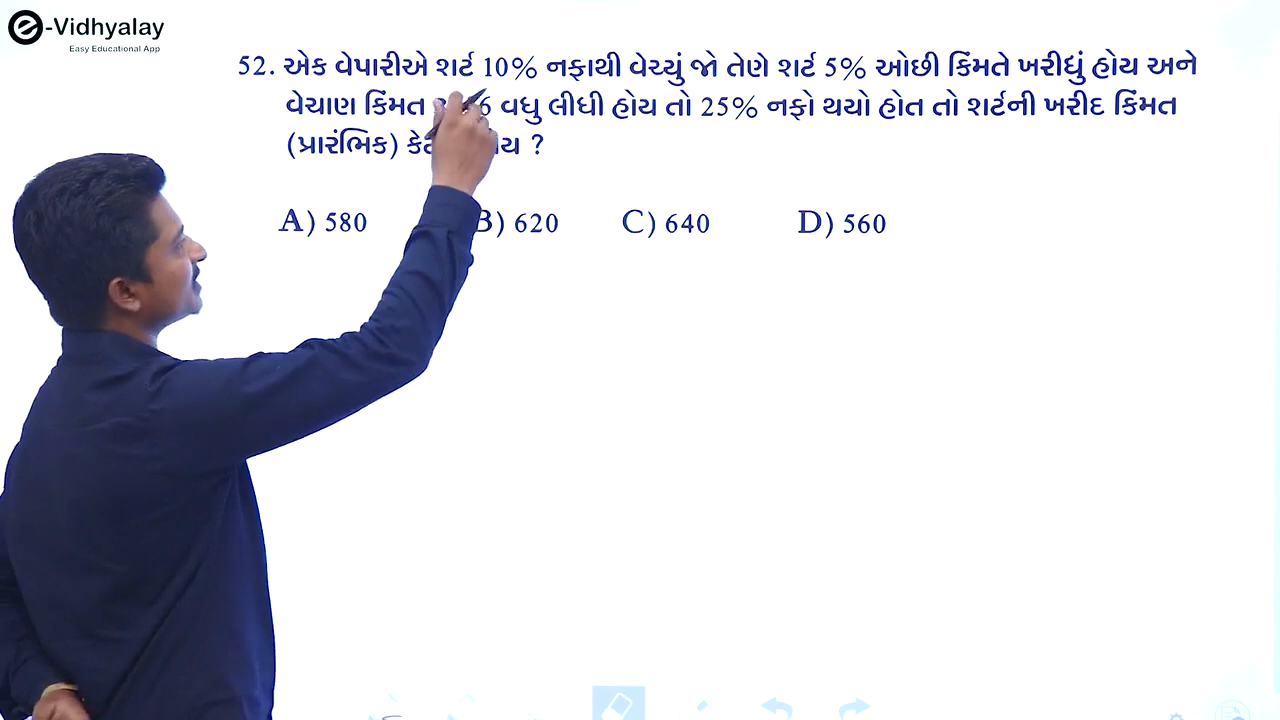 e-Vidhyalay
Easy Educational App
52. એક વેપારીએ શર્ટ 10% નફાથી વેચ્યું જો તેણે શર્ટ 5% ઓછી કિંમતે ખરીદ્યું હોય અને
વેચાણ કિંમત વધુ લીધી હોય તો 25% નફો થયો હોત તો શર્ટની ખરીદ કિંમત
(પ્રારંભિક) ?
A) 580 B) 620 C) 640 D) 560